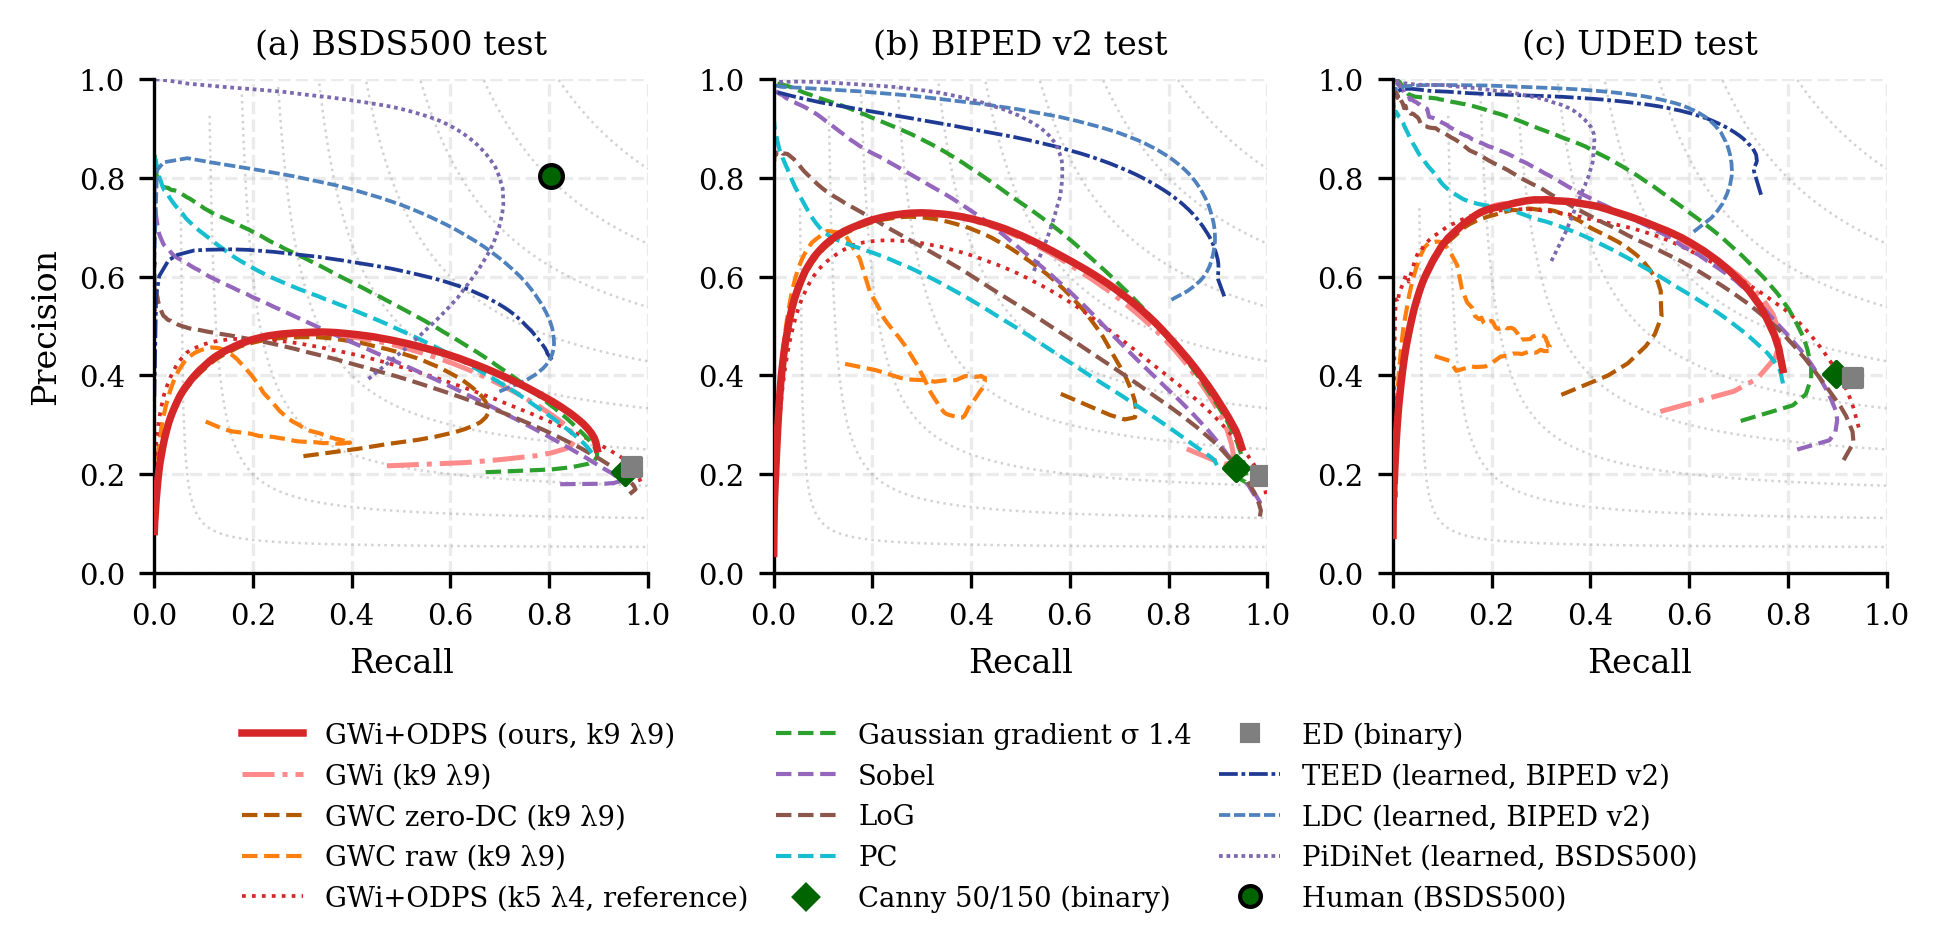 (a) BSDS500 test
(b) BIPED v2 test
(c) UDED test
1.0
0.8
0.6
0.4
0.2
0.0
1.0
0.8
0.6
0.4
0.2
0.0
1.0
0.8
0.6
0.4
0.2
0.0
Precision
0.0 0.2 0.4 0.6 0.8 1.0
0.0 0.2 0.4 0.6 0.8 1.0
0.0 0.2 0.4 0.6 0.8 1.0
Recall
Recall
Recall
GWi+ODPS (ours, k9 λ9)
GWi (k9 λ9)
GWC zero-DC (k9 λ9)
GWC raw (k9 λ9)
GWi+ODPS (k5 λ4, reference)
Gaussian gradient σ 1.4
Sobel
LoG
PC
Canny 50/150 (binary)
ED (binary)
TEED (learned, BIPED v2)
LDC (learned, BIPED v2)
PiDiNet (learned, BSDS500)
Human (BSDS500)